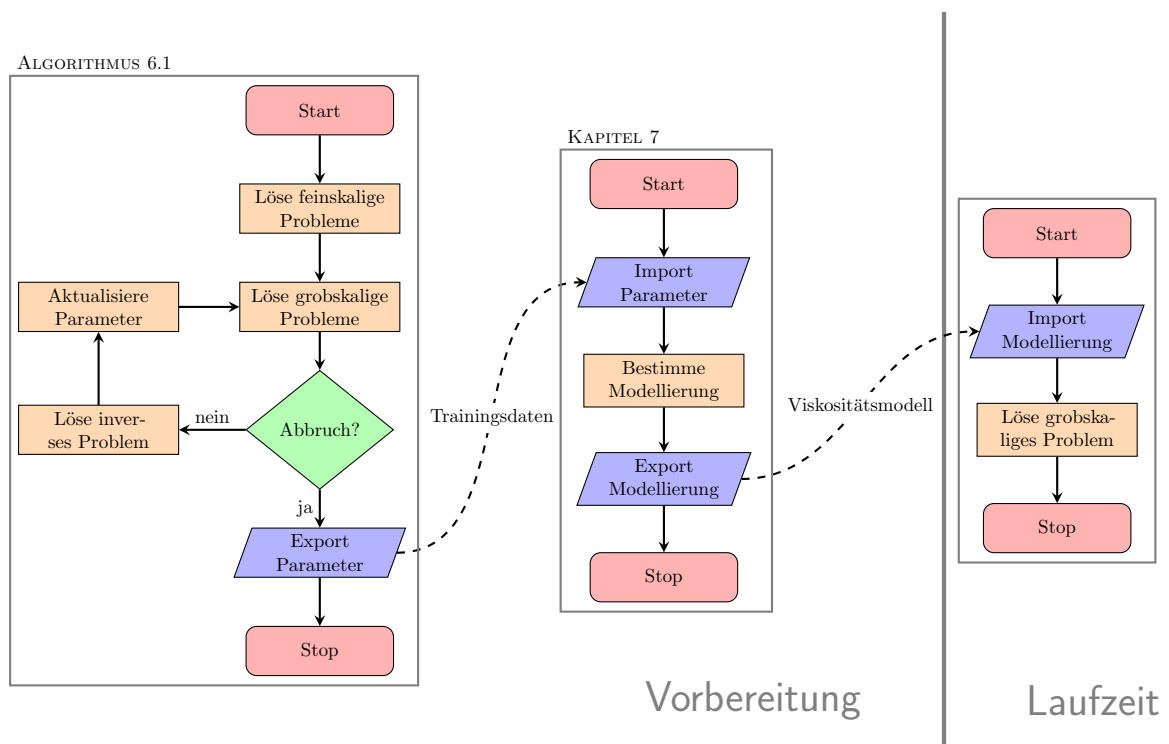 ALGORITHMUS 6.1
Start
Löse feinskalige
Probleme
Aktualisiere
Parameter
Löse grobskalige
Probleme
Löse inver-
ses Problem
nein
Abbruch?
ja
Export
Parameter
Stop
Trainingsdaten
KAPITEL 7
Start
Import
Parameter
Bestimme
Modellierung
Export
Modellierung
Stop
Viskositätsmodell
Start
Import
Modellierung
Löse grobska-
liges Problem
Stop
Vorbereitung
Laufzeit